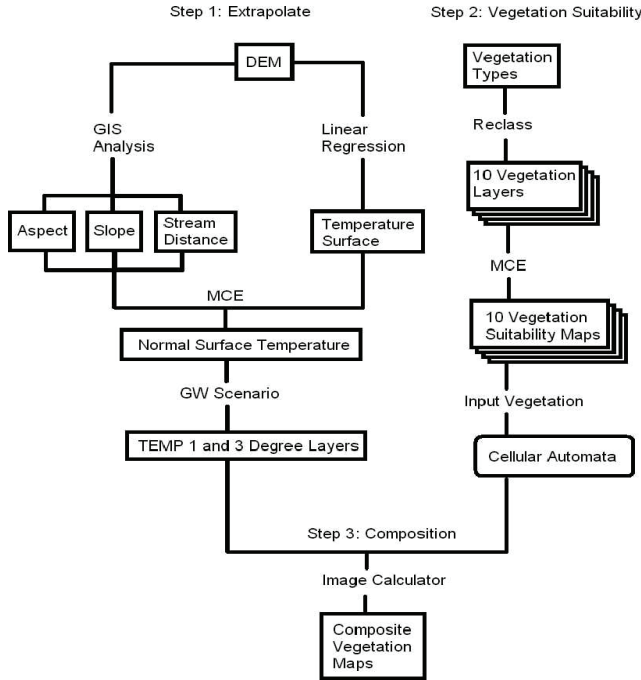 Step 1: Extrapolate
Step 2: Vegetation Suitability
DEM
GIS
Analysis
Linear
Regression
Aspect
Slope
Stream
Distance
Temperature
Surface
MCE
Normal Surface Temperature
GW Scenario
TEMP 1 and 3 Degree Layers
Vegetation
Types
Reclass
10 Vegetation
Layers
MCE
10 Vegetation
Suitability Maps
Input Vegetation
Cellular Automata
Step 3: Composition
Image Calculator
Composite
Vegetation
Maps